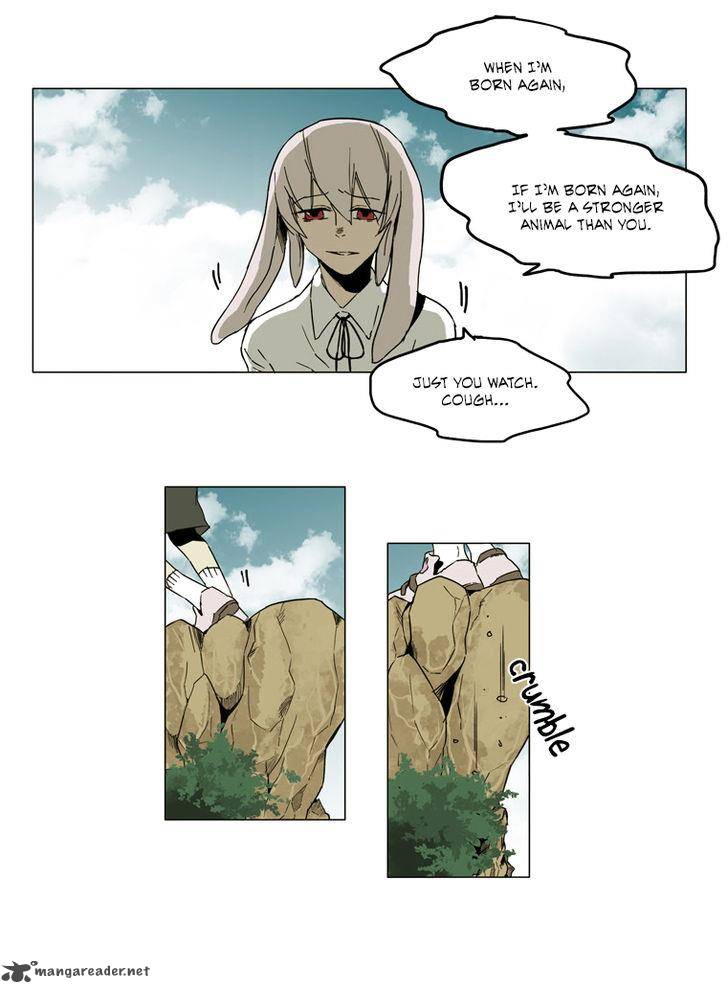 WHEN I'M
BORN AGAIN,
IF I'M BORN AGAIN,
I'LL BE A STRONGER
ANIMAL THAN YOU.
JUST YOU WATCH.
COUGH...
crumble
mangareader.net